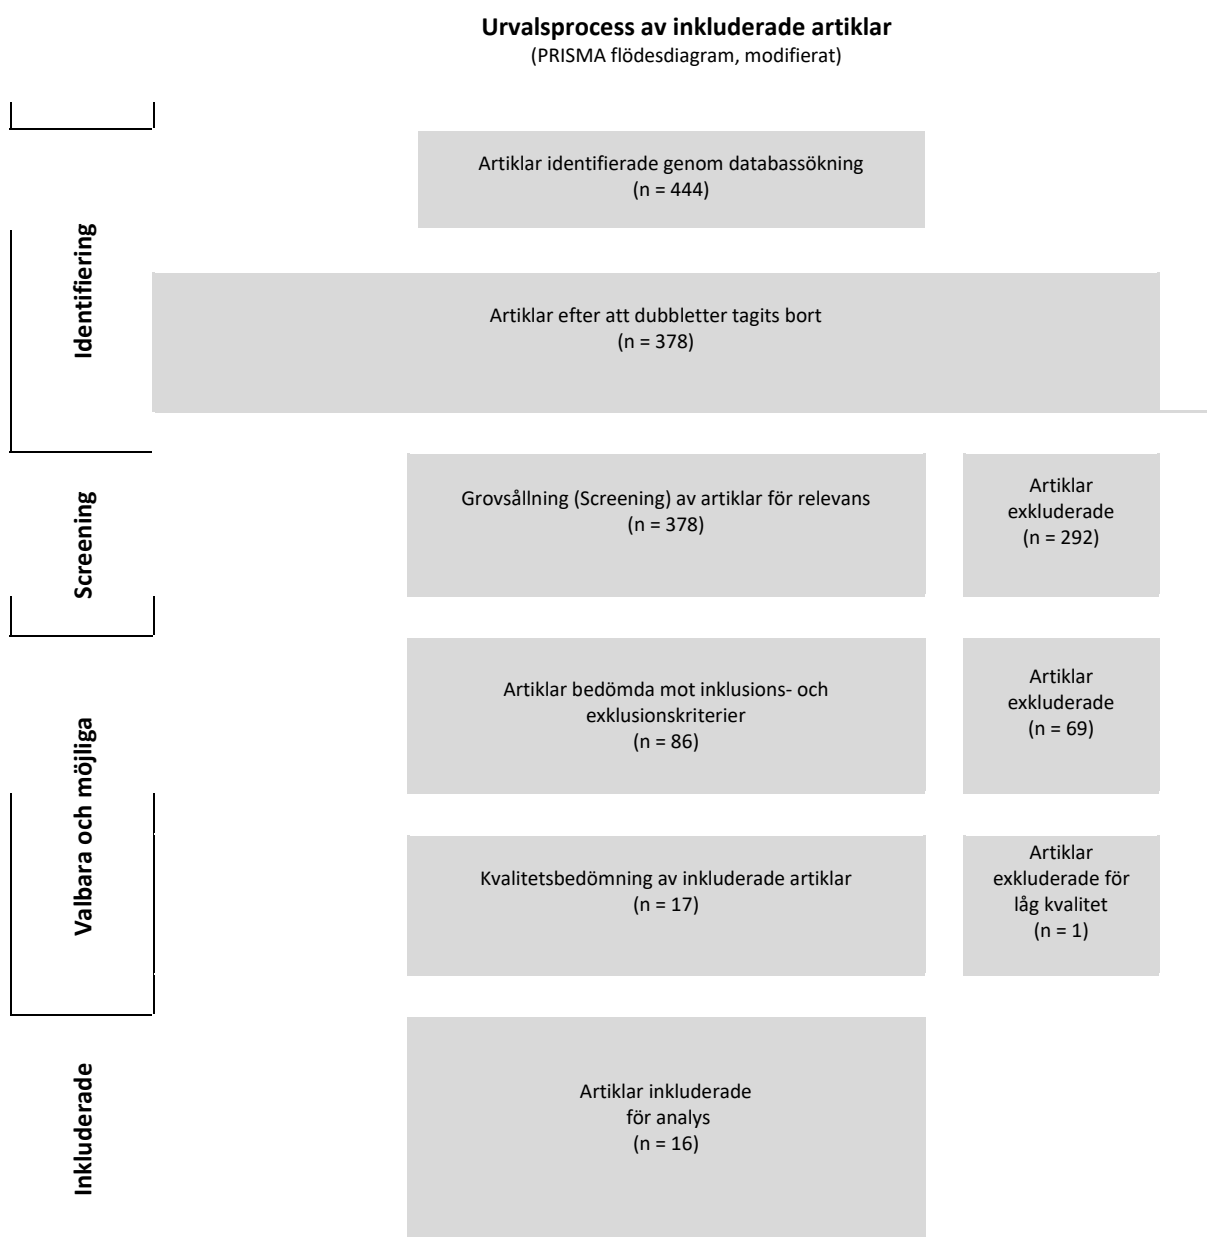 Urvalsprocess av inkluderade artiklar
(PRISMA flödesdiagram, modifierat)
Identifiering
Artiklar identifierade genom databassökning
(n = 444)
Artiklar efter att dubbletter tagits bort
(n = 378)
Screening
Grovsållning (Screening) av artiklar för relevans
(n = 378)
Artiklar
exkluderade
(n = 292)
Valbara och möjliga
Artiklar bedömda mot inklusions- och
exklusionskriterier
(n = 86)
Artiklar
exkluderade
(n = 69)
Kvalitetsbedömning av inkluderade artiklar
(n = 17)
Artiklar
exkluderade för
låg kvalitet
(n = 1)
Inkluderade
Artiklar inkluderade
för analys
(n = 16)